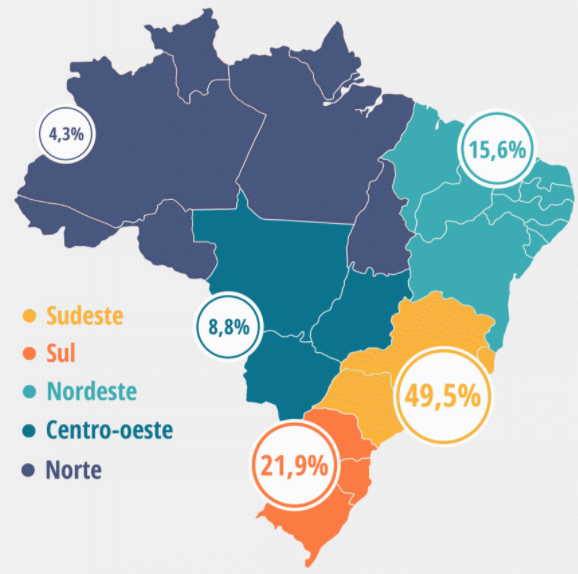 4,3%
15,6%
8,8%
49,5%
21,9%
Sudeste
Sul
Nordeste
Centro-oeste
Norte